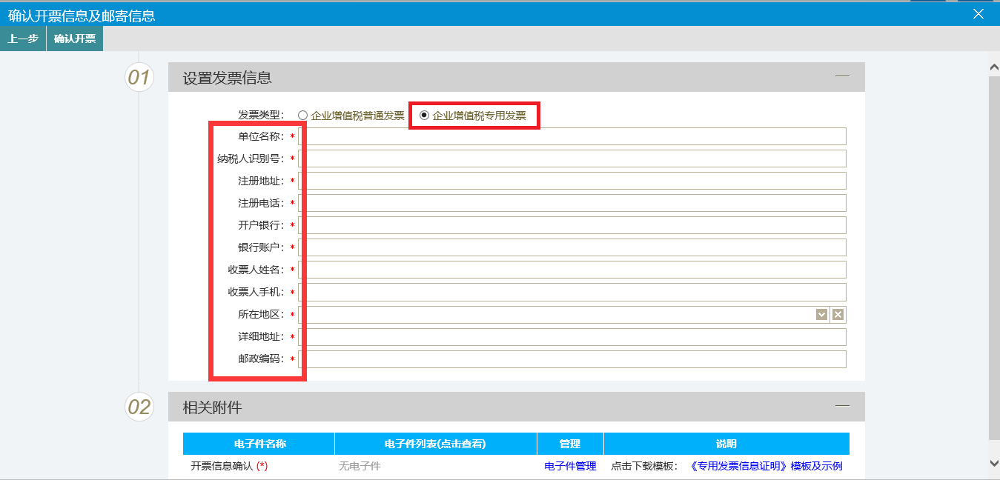 确认开票信息及邮寄信息
上一步 确认开票
01 设置发票信息
发票类型： 企业增值税普通发票 企业增值税专用发票
单位名称：*
纳税人识别号：*
注册地址：*
注册电话：*
开户银行：*
银行账户：*
收票人姓名：*
收票人手机：*
所在地区：*
详细地址：*
邮政编码：*
02 相关附件
电子件名称 电子件列表(点击查看) 管理 说明
开票信息确认 (*) 无电子件 电子件管理 点击下载模板： 《专用发票信息证明》模板及示例